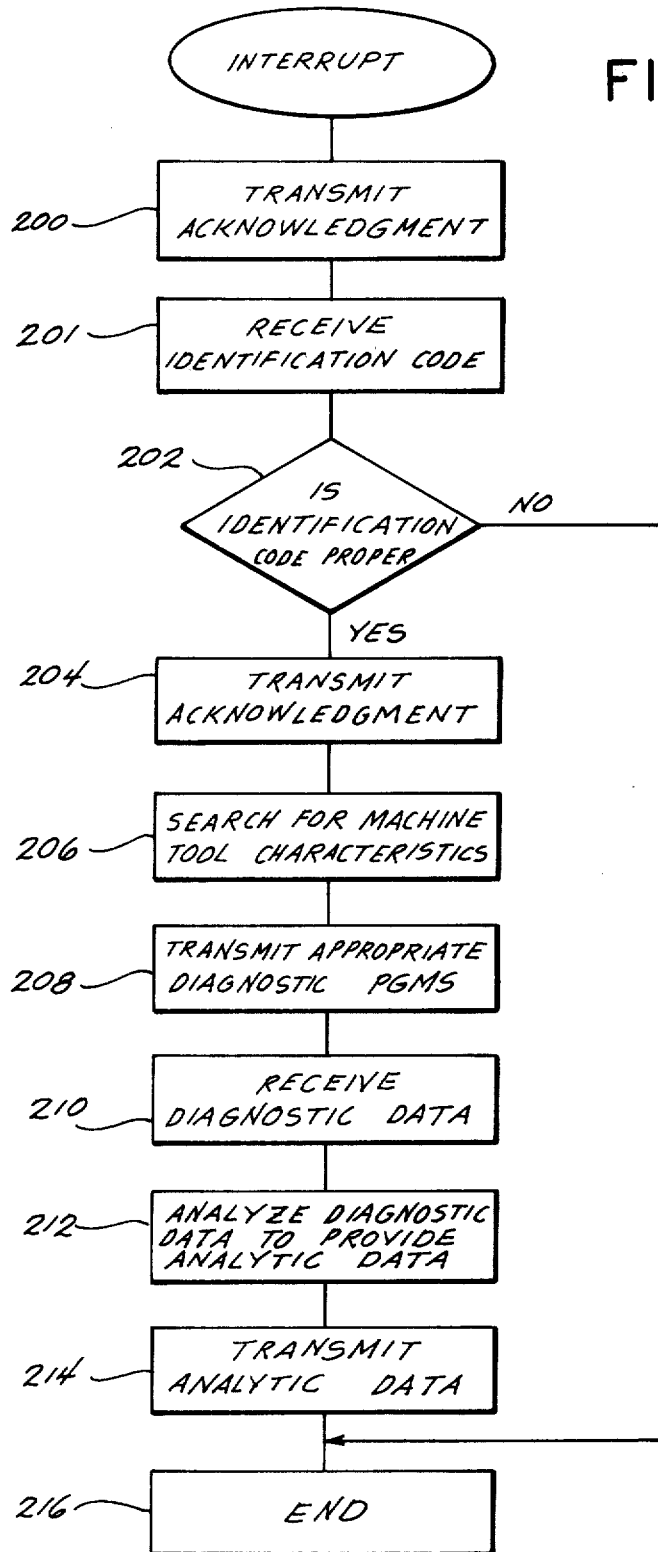 INTERRUPT
FI
200
TRANSMIT
ACKNOWLEDGMENT
201
RECEIVE
IDENTIFICATION CODE
202
IS
IDENTIFICATION
CODE PROPER
NO
YES
204
TRANSMIT
ACKNOWLEDGMENT
206
SEARCH FOR MACHINE
TOOL CHARACTERISTICS
208
TRANSMIT APPROPRIATE
DIAGNOSTIC PGMS
210
RECEIVE
DIAGNOSTIC DATA
212
ANALYZE DIAGNOSTIC
DATA TO PROVIDE
ANALYTIC DATA
214
TRANSMIT
ANALYTIC DATA
216
END